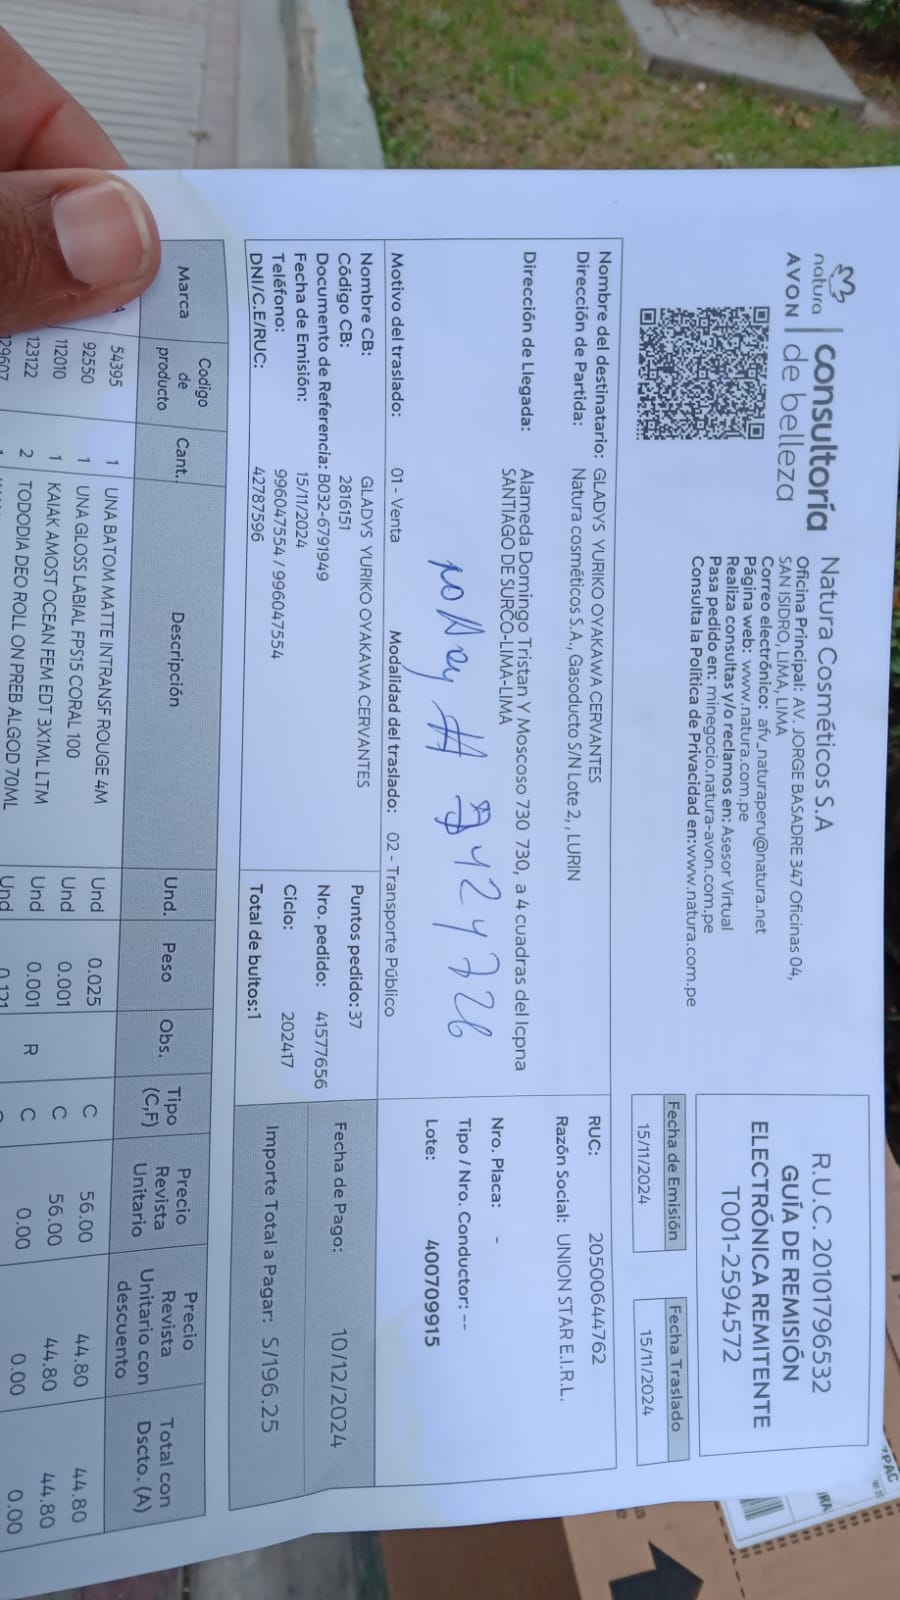 natura
AVON
consultoría
de belleza
Natura Cosméticos S.A
Oficina Principal: AV. JORGE BASADRE 347 Oficinas 04,
SAN ISIDRO, LIMA, LIMA
Correo electrónico: afv_naturaperu@natura.net
Página web: www.natura.com.pe
Realiza consultas y/o reclamos en: Asesor Virtual
Pasa pedido en: minegocio.natura-avon.com.pe
Consulta la Política de Privacidad en:www.natura.com.pe
R.U.C. 20101796532
GUÍA DE REMISIÓN
ELECTRÓNICA REMITENTE
T001-2594572
Fecha de Emisión
15/11/2024
Fecha Traslado
15/11/2024
Nombre del destinatario: GLADYS YURIKO OYAKAWA CERVANTES
Dirección de Partida: Natura cosméticos S.A., Gasoducto S/N Lote 2, , LURIN
Dirección de Llegada: Alameda Domingo Tristan Y Moscoso 730 730, a 4 cuadras del Icpna
SANTIAGO DE SURCO-LIMA-LIMA
RUC: 20500644762
Razón Social: UNION STAR E.I.R.L.
Nro. Placa: -
Tipo / Nro. Conductor: --
Lote: 400709915
no Hay #
Motivo del traslado: 01 - Venta Modalidad del traslado: 02 - Transporte Público
Nombre CB: GLADYS YURIKO OYAKAWA CERVANTES
Código CB: 2816151
Documento de Referencia: B032-6791949
Fecha de Emisión: 15/11/2024
Teléfono: 996047554 / 996047554
DNI/C.E/RUC: 42787596
Puntos pedido: 37
Nro. pedido: 41577656
Ciclo: 202417
Total de bultos:1
Fecha de Pago: 10/12/2024
Importe Total a Pagar: S/196.25
Marca Codigo de producto Cant. Descripción Und. Peso Obs. Tipo (C,F) Precio Revista Unitario Precio Revista Unitario con descuento Total con Dscto. (A)
54395 1 UNA BATOM MATTE INTRANSF ROUGE 4M Und 0.025 C 56.00 44.80 44.80
92550 1 UNA GLOSS LABIAL FPS15 CORAL 100 Und 0.001 C 56.00 44.80 44.80
112010 1 KAIAK AMOST OCEAN FEM EDT 3X1ML LTM Und 0.001 R C 0.00 0.00 0.00
123122 2 TODODIA DEO ROLL ON PREB ALGOD 70ML Und 0.121